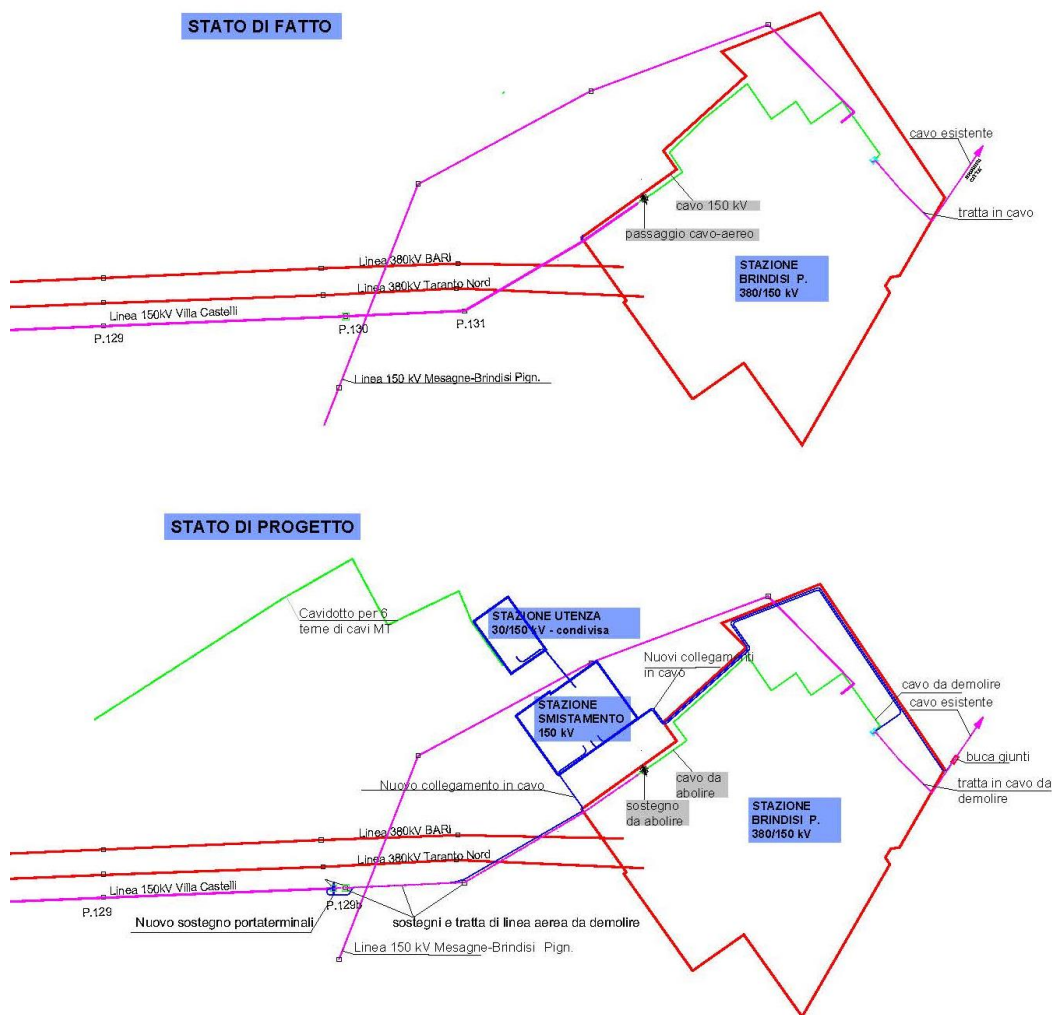 STATO DI FATTO
cavo esistente
cavo 150 kV
tratta in cavo
passaggio cavo-aereo
Linea 380kV BARI
STAZIONE
BRINDISI P.
380/150 kV
Linea 380kV Taranto Nord
Linea 150kV Villa Castelli
P.129
P.130
P.131
Linea 150 kV Mesagne-Brindisi Pign.
STATO DI PROGETTO
Cavidotto per 6
terne di cavi MT
STAZIONE UTENZA
30/150 kV - condivisa
Nuovi collegamenti
in cavo
cavo da demolire
cavo esistente
STAZIONE
SMISTAMENTO
150 kV
buca giunti
Nuovo collegamento in cavo
cavo da
abolire
tratta in cavo da
demolire
sostegno
da abolire
STAZIONE
BRINDISI P.
380/150 kV
Linea 380kV BARI
Linea 380kV Taranto Nord
Linea 150kV Villa Castelli
P.129
P.129b
Nuovo sostegno portaterminali
sostegni e tratta di linea aerea da demolire
Linea 150 kV Mesagne-Brindisi Pign.